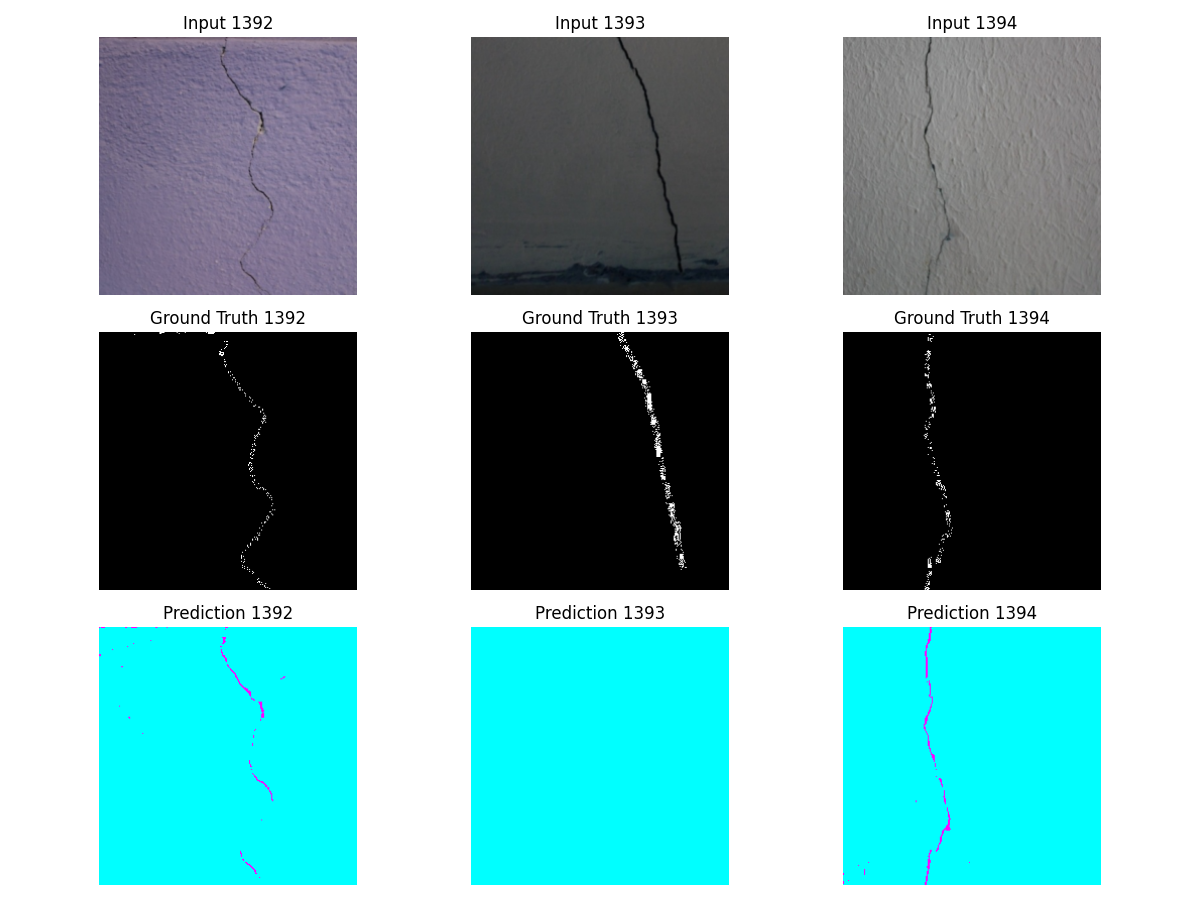 Input 1392
Input 1393
Input 1394
Ground Truth 1392
Ground Truth 1393
Ground Truth 1394
Prediction 1392
Prediction 1393
Prediction 1394